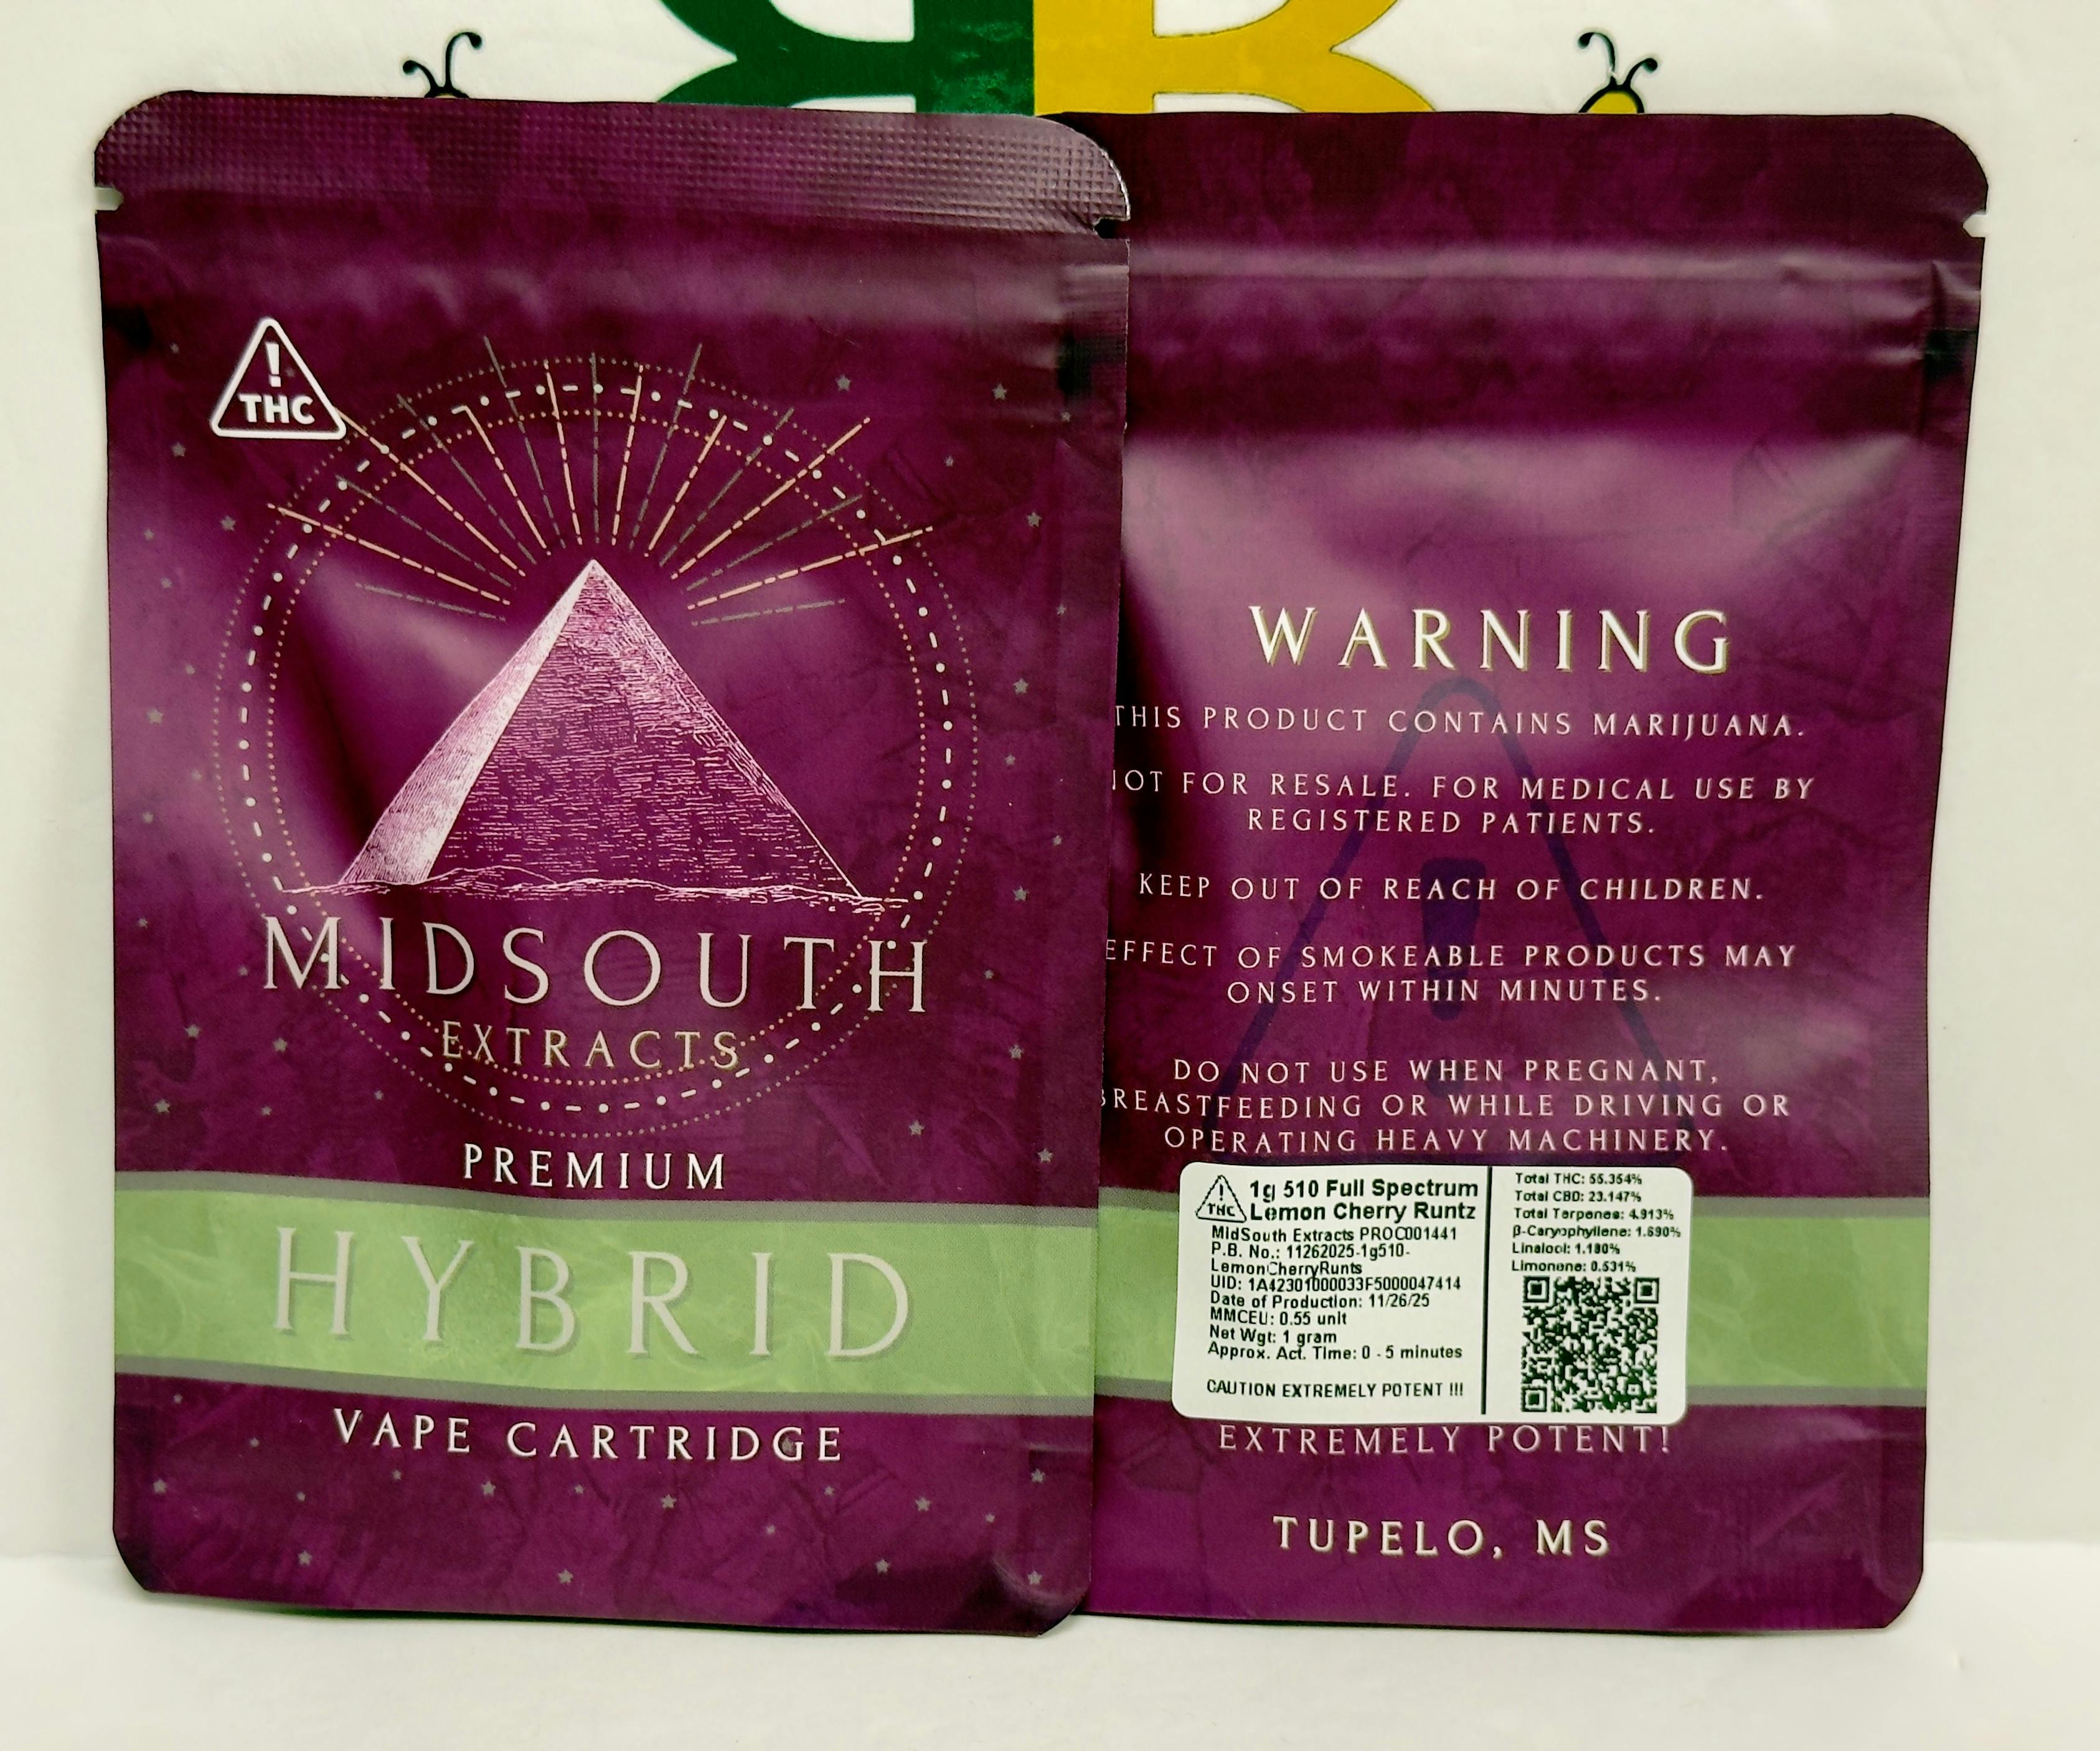 !
THC
MIDSOUTH
EXTRACTS
PREMIUM
HYBRID
VAPE CARTRIDGE
WARNING
THIS PRODUCT CONTAINS MARIJUANA.
NOT FOR RESALE. FOR MEDICAL USE BY
REGISTERED PATIENTS.
KEEP OUT OF REACH OF CHILDREN.
EFFECT OF SMOKEABLE PRODUCTS MAY
ONSET WITHIN MINUTES.
DO NOT USE WHEN PREGNANT,
BREASTFEEDING OR WHILE DRIVING OR
OPERATING HEAVY MACHINERY.
!
THC
1g 510 Full Spectrum
Lemon Cherry Runtz
MidSouth Extracts PROC001441
P.B. No.: 11262025-1g510-
LemonCherryRunts
UID: 1A42301000033F5000047414
Date of Production: 11/26/25
MMCEU: 0.55 unit
Net Wgt: 1 gram
Approx. Act. Time: 0 - 5 minutes
CAUTION EXTREMELY POTENT !!!
Total THC: 55.354%
Total CBD: 23.147%
Total Terpenes: 4.913%
β-Caryophyllene: 1.690%
Linalool: 1.180%
Limonene: 0.531%
EXTREMELY POTENT!
TUPELO, MS